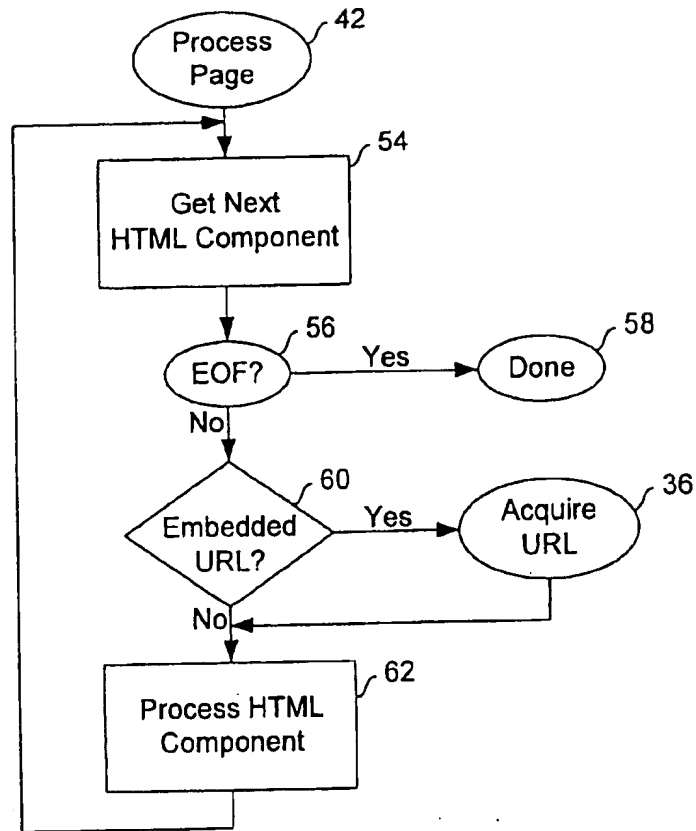 42
Process
Page
54
Get Next
HTML Component
56
58
EOF?
Yes
Done
No
60
36
Embedded
URL?
Yes
Acquire
URL
No
62
Process HTML
Component